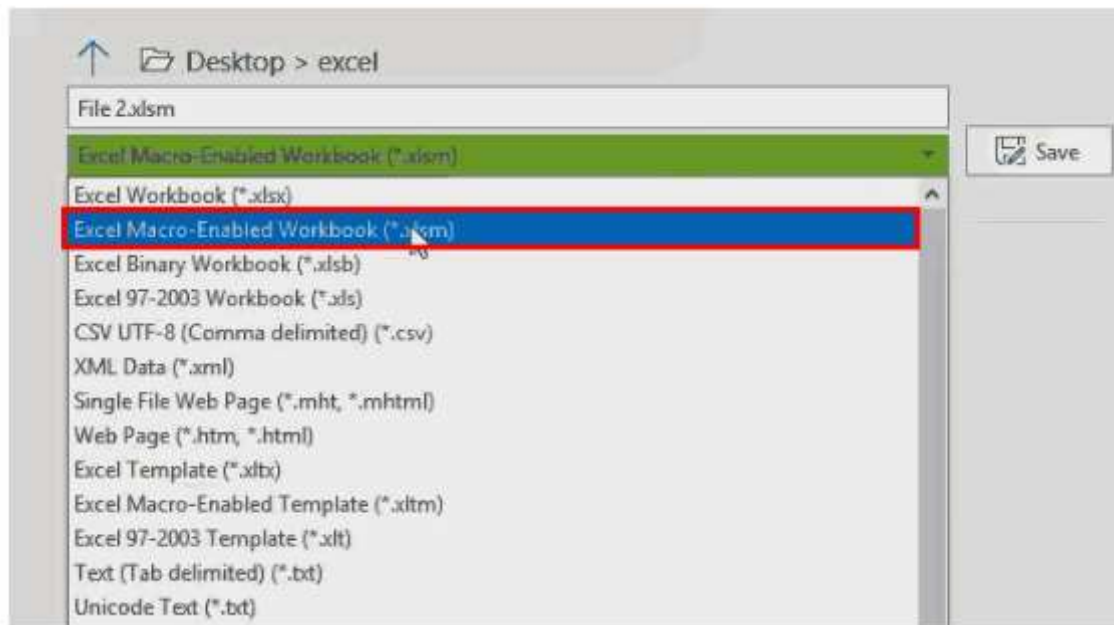 Desktop > excel
File 2.xlsm
Excel Macro-Enabled Workbook (*.xlsm)
Save
Excel Workbook (*.xlsx)
Excel Macro-Enabled Workbook (*.xlsm)
Excel Binary Workbook (*.xlsb)
Excel 97-2003 Workbook (*.xls)
CSV UTF-8 (Comma delimited) (*.csv)
XML Data (*.xml)
Single File Web Page (*.mht, *.mhtml)
Web Page (*.htm, *.html)
Excel Template (*.xltx)
Excel Macro-Enabled Template (*.xltm)
Excel 97-2003 Template (*.xlt)
Text (Tab delimited) (*.txt)
Unicode Text (*.txt)